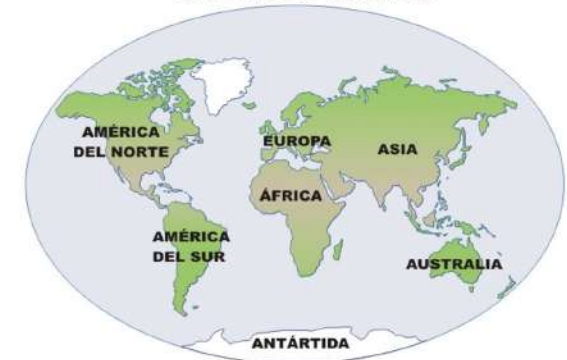 AMÉRICA
DEL NORTE
EUROPA
ASIA
ÁFRICA
AMÉRICA
DEL SUR
AUSTRALIA
ANTÁRTIDA